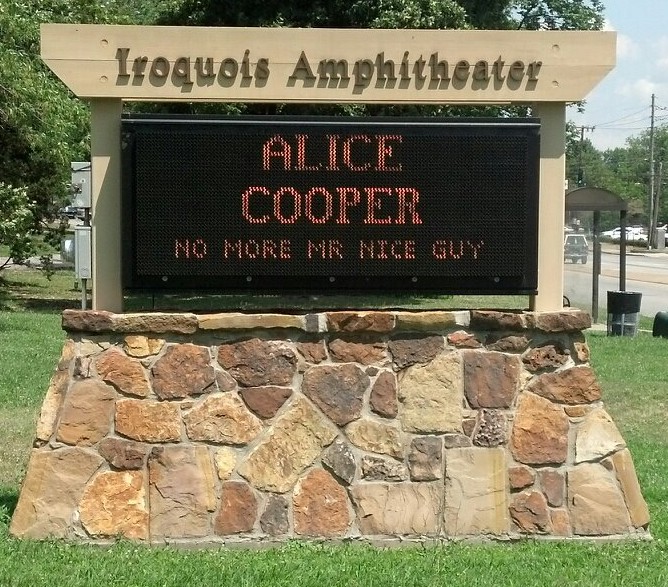 Iroquois Amphitheater
ALICE
COOPER
NO MORE MR NICE GUY